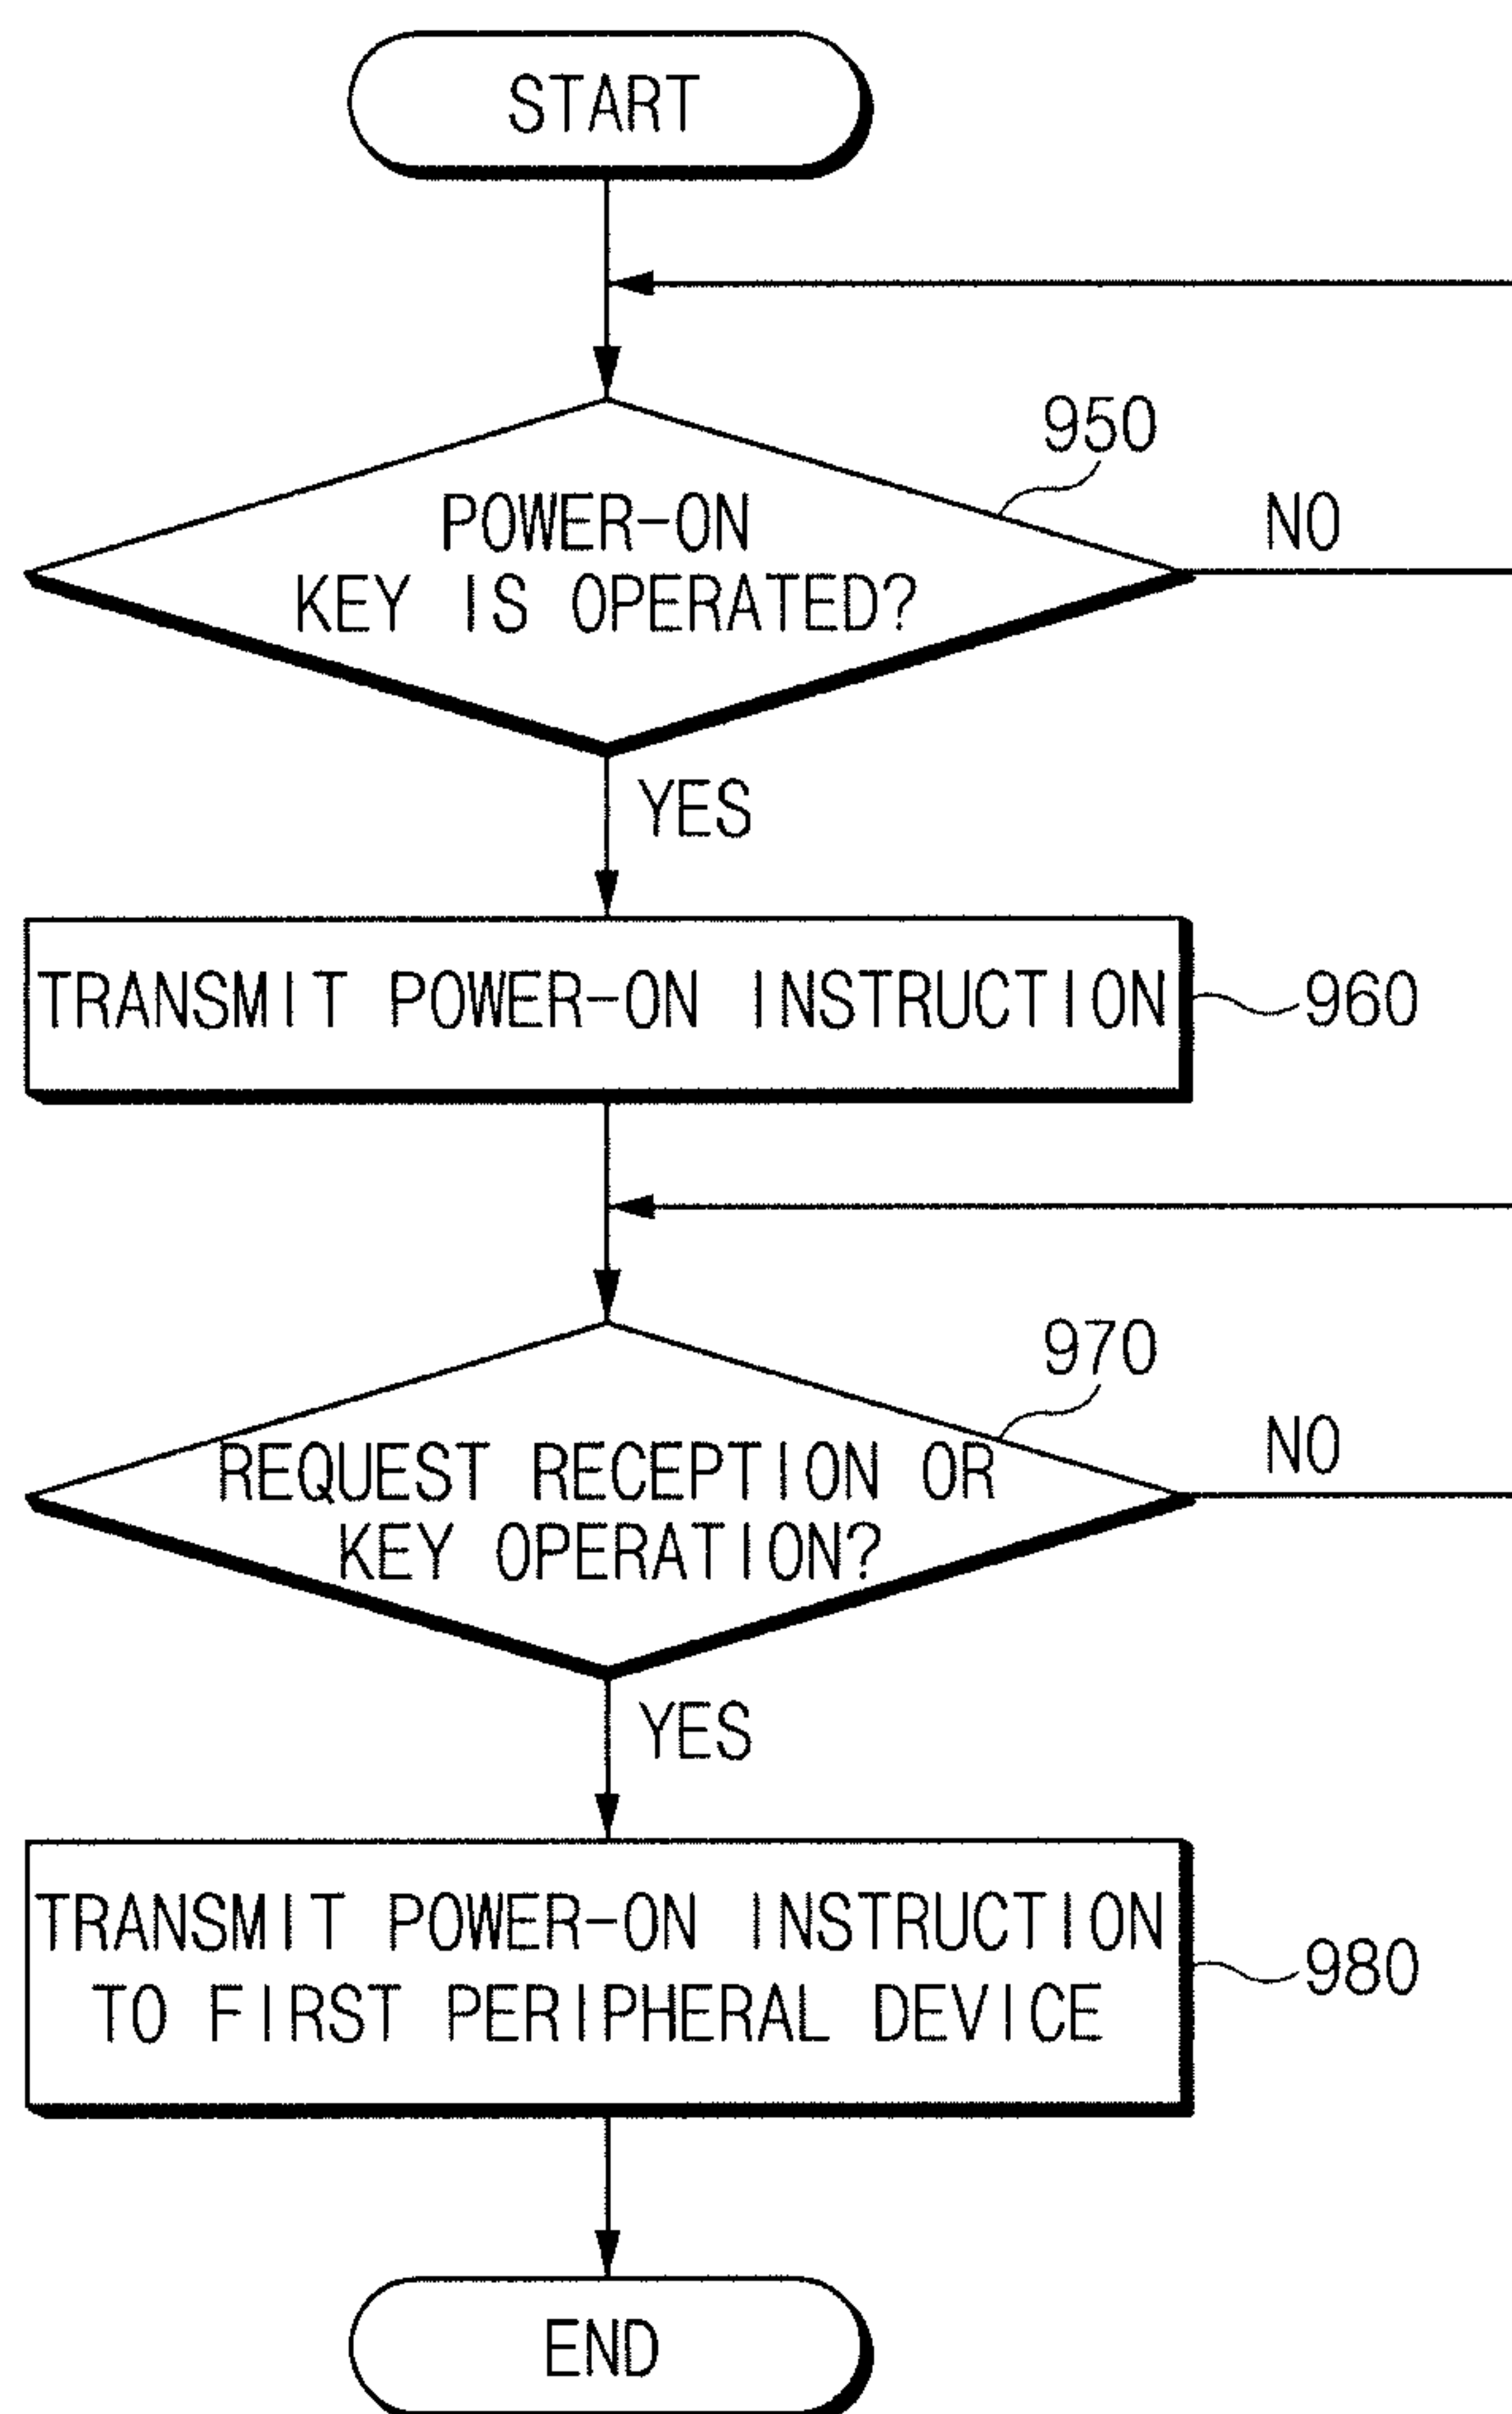 START
950
POWER-ON
KEY IS OPERATED?
NO
YES
TRANSMIT POWER-ON INSTRUCTION
960
970
REQUEST RECEPTION OR
KEY OPERATION?
NO
YES
TRANSMIT POWER-ON INSTRUCTION
TO FIRST PERIPHERAL DEVICE
980
END